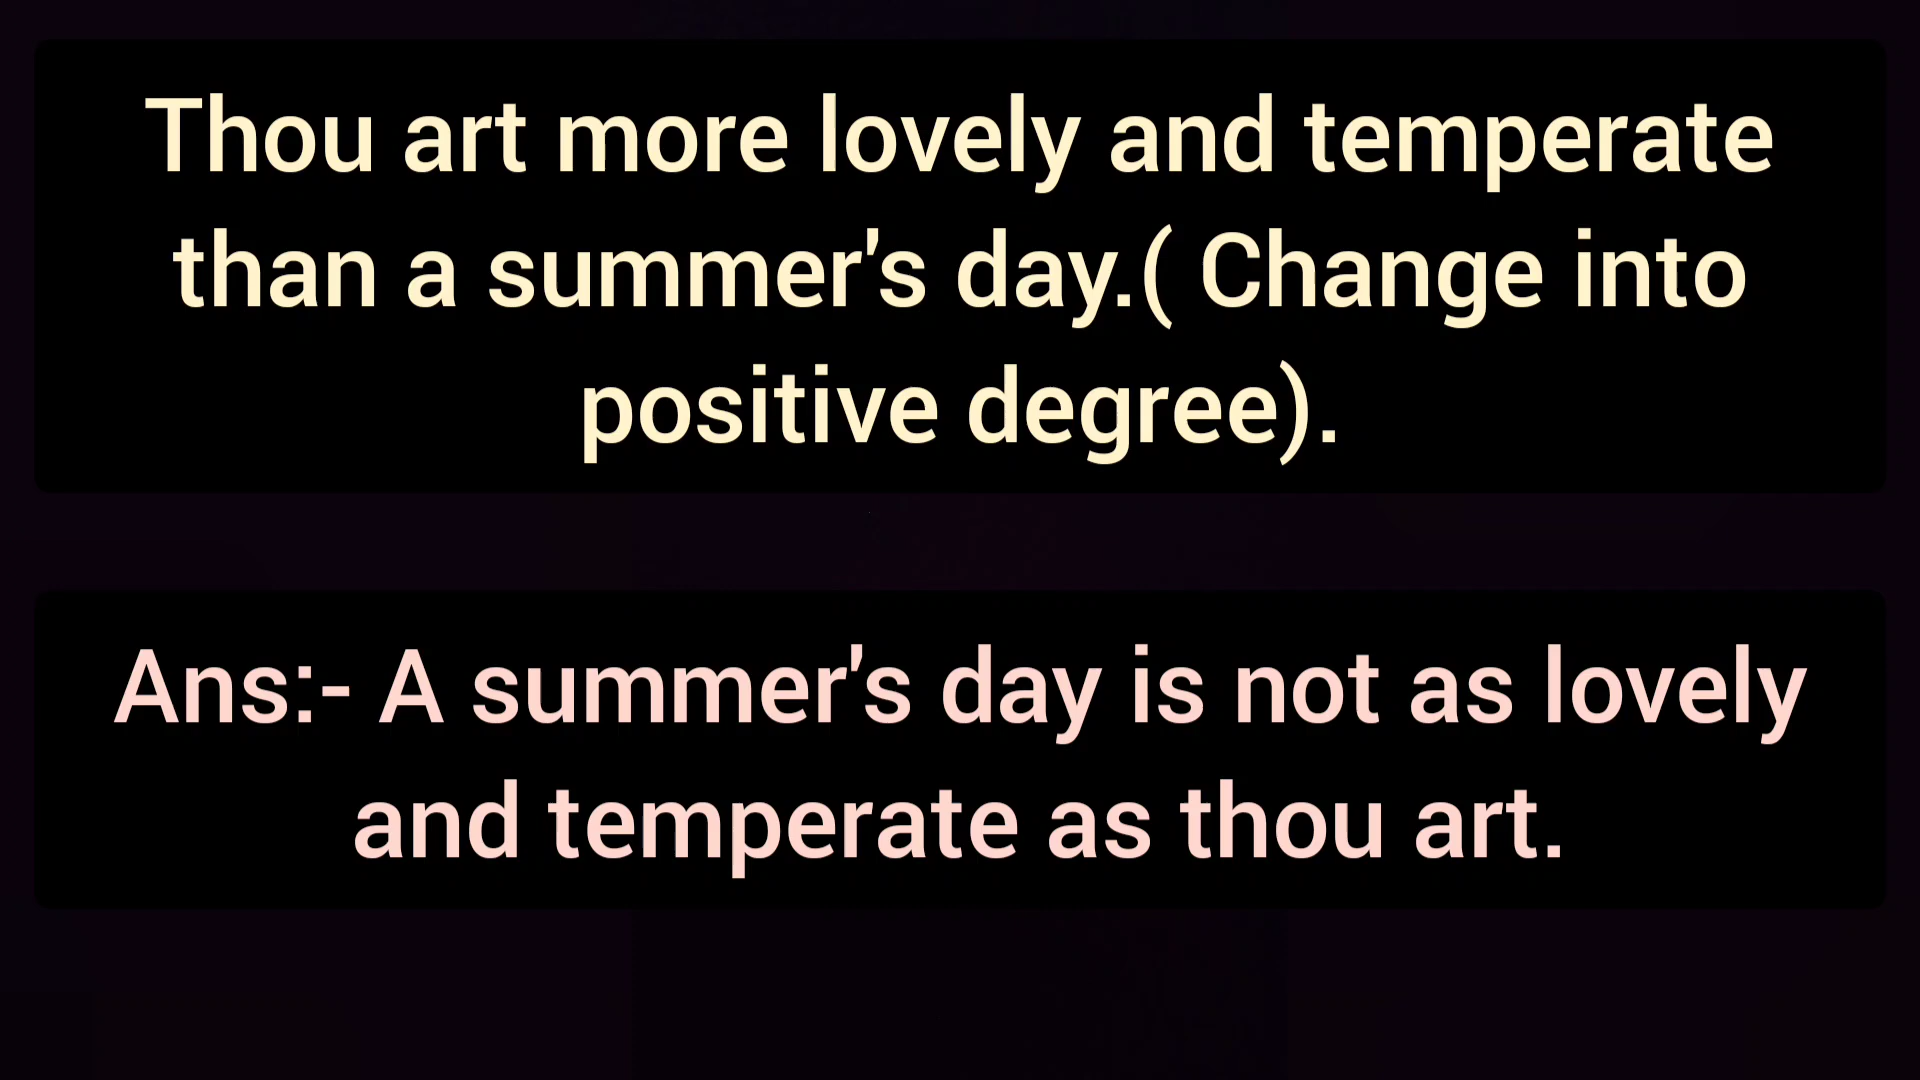 Thou art more lovely and temperate
than a summer's day.( Change into
positive degree).
Ans:- A summer's day is not as lovely
and temperate as thou art.